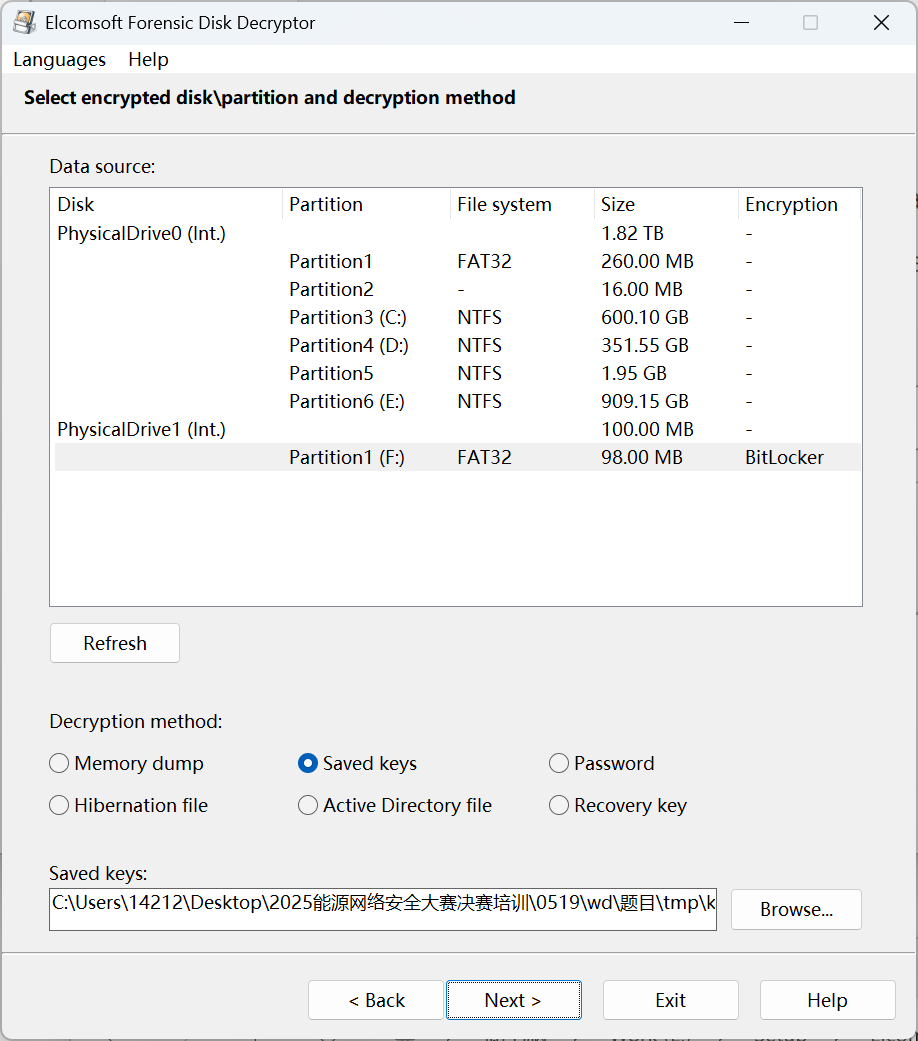 Elcomsoft Forensic Disk Decryptor
Languages Help
Select encrypted disk\partition and decryption method
Data source:
Disk Partition File system Size Encryption
PhysicalDrive0 (Int.) 1.82 TB -
Partition1 FAT32 260.00 MB -
Partition2 - 16.00 MB -
Partition3 (C:) NTFS 600.10 GB -
Partition4 (D:) NTFS 351.55 GB -
Partition5 NTFS 1.95 GB -
Partition6 (E:) NTFS 909.15 GB -
PhysicalDrive1 (Int.) 100.00 MB -
Partition1 (F:) FAT32 98.00 MB BitLocker
Refresh
Decryption method:
Memory dump Saved keys Password
Hibernation file Active Directory file Recovery key
Saved keys:
C:\Users\14212\Desktop\2025能源网络安全大赛决赛培训\0519\wd\题目\tmp\k
Browse...
< Back Next > Exit Help